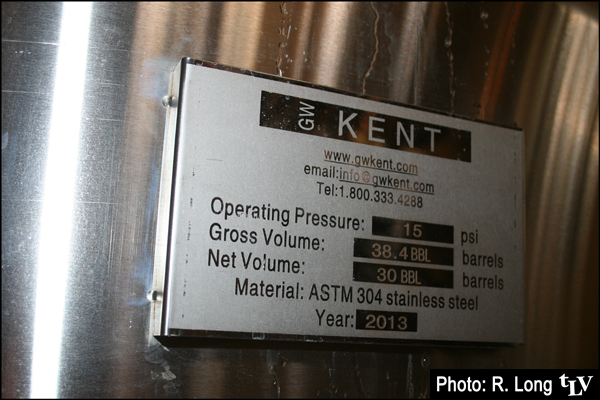 GW KENT
www.gwkent.com
email:info@gwkent.com
Tel:1.800.333.4288
Operating Pressure: 15 psi
Gross Volume: 38.4 BBL barrels
Net Volume: 30 BBL barrels
Material: ASTM 304 stainless steel
Year: 2013
Photo: R. Long tLV